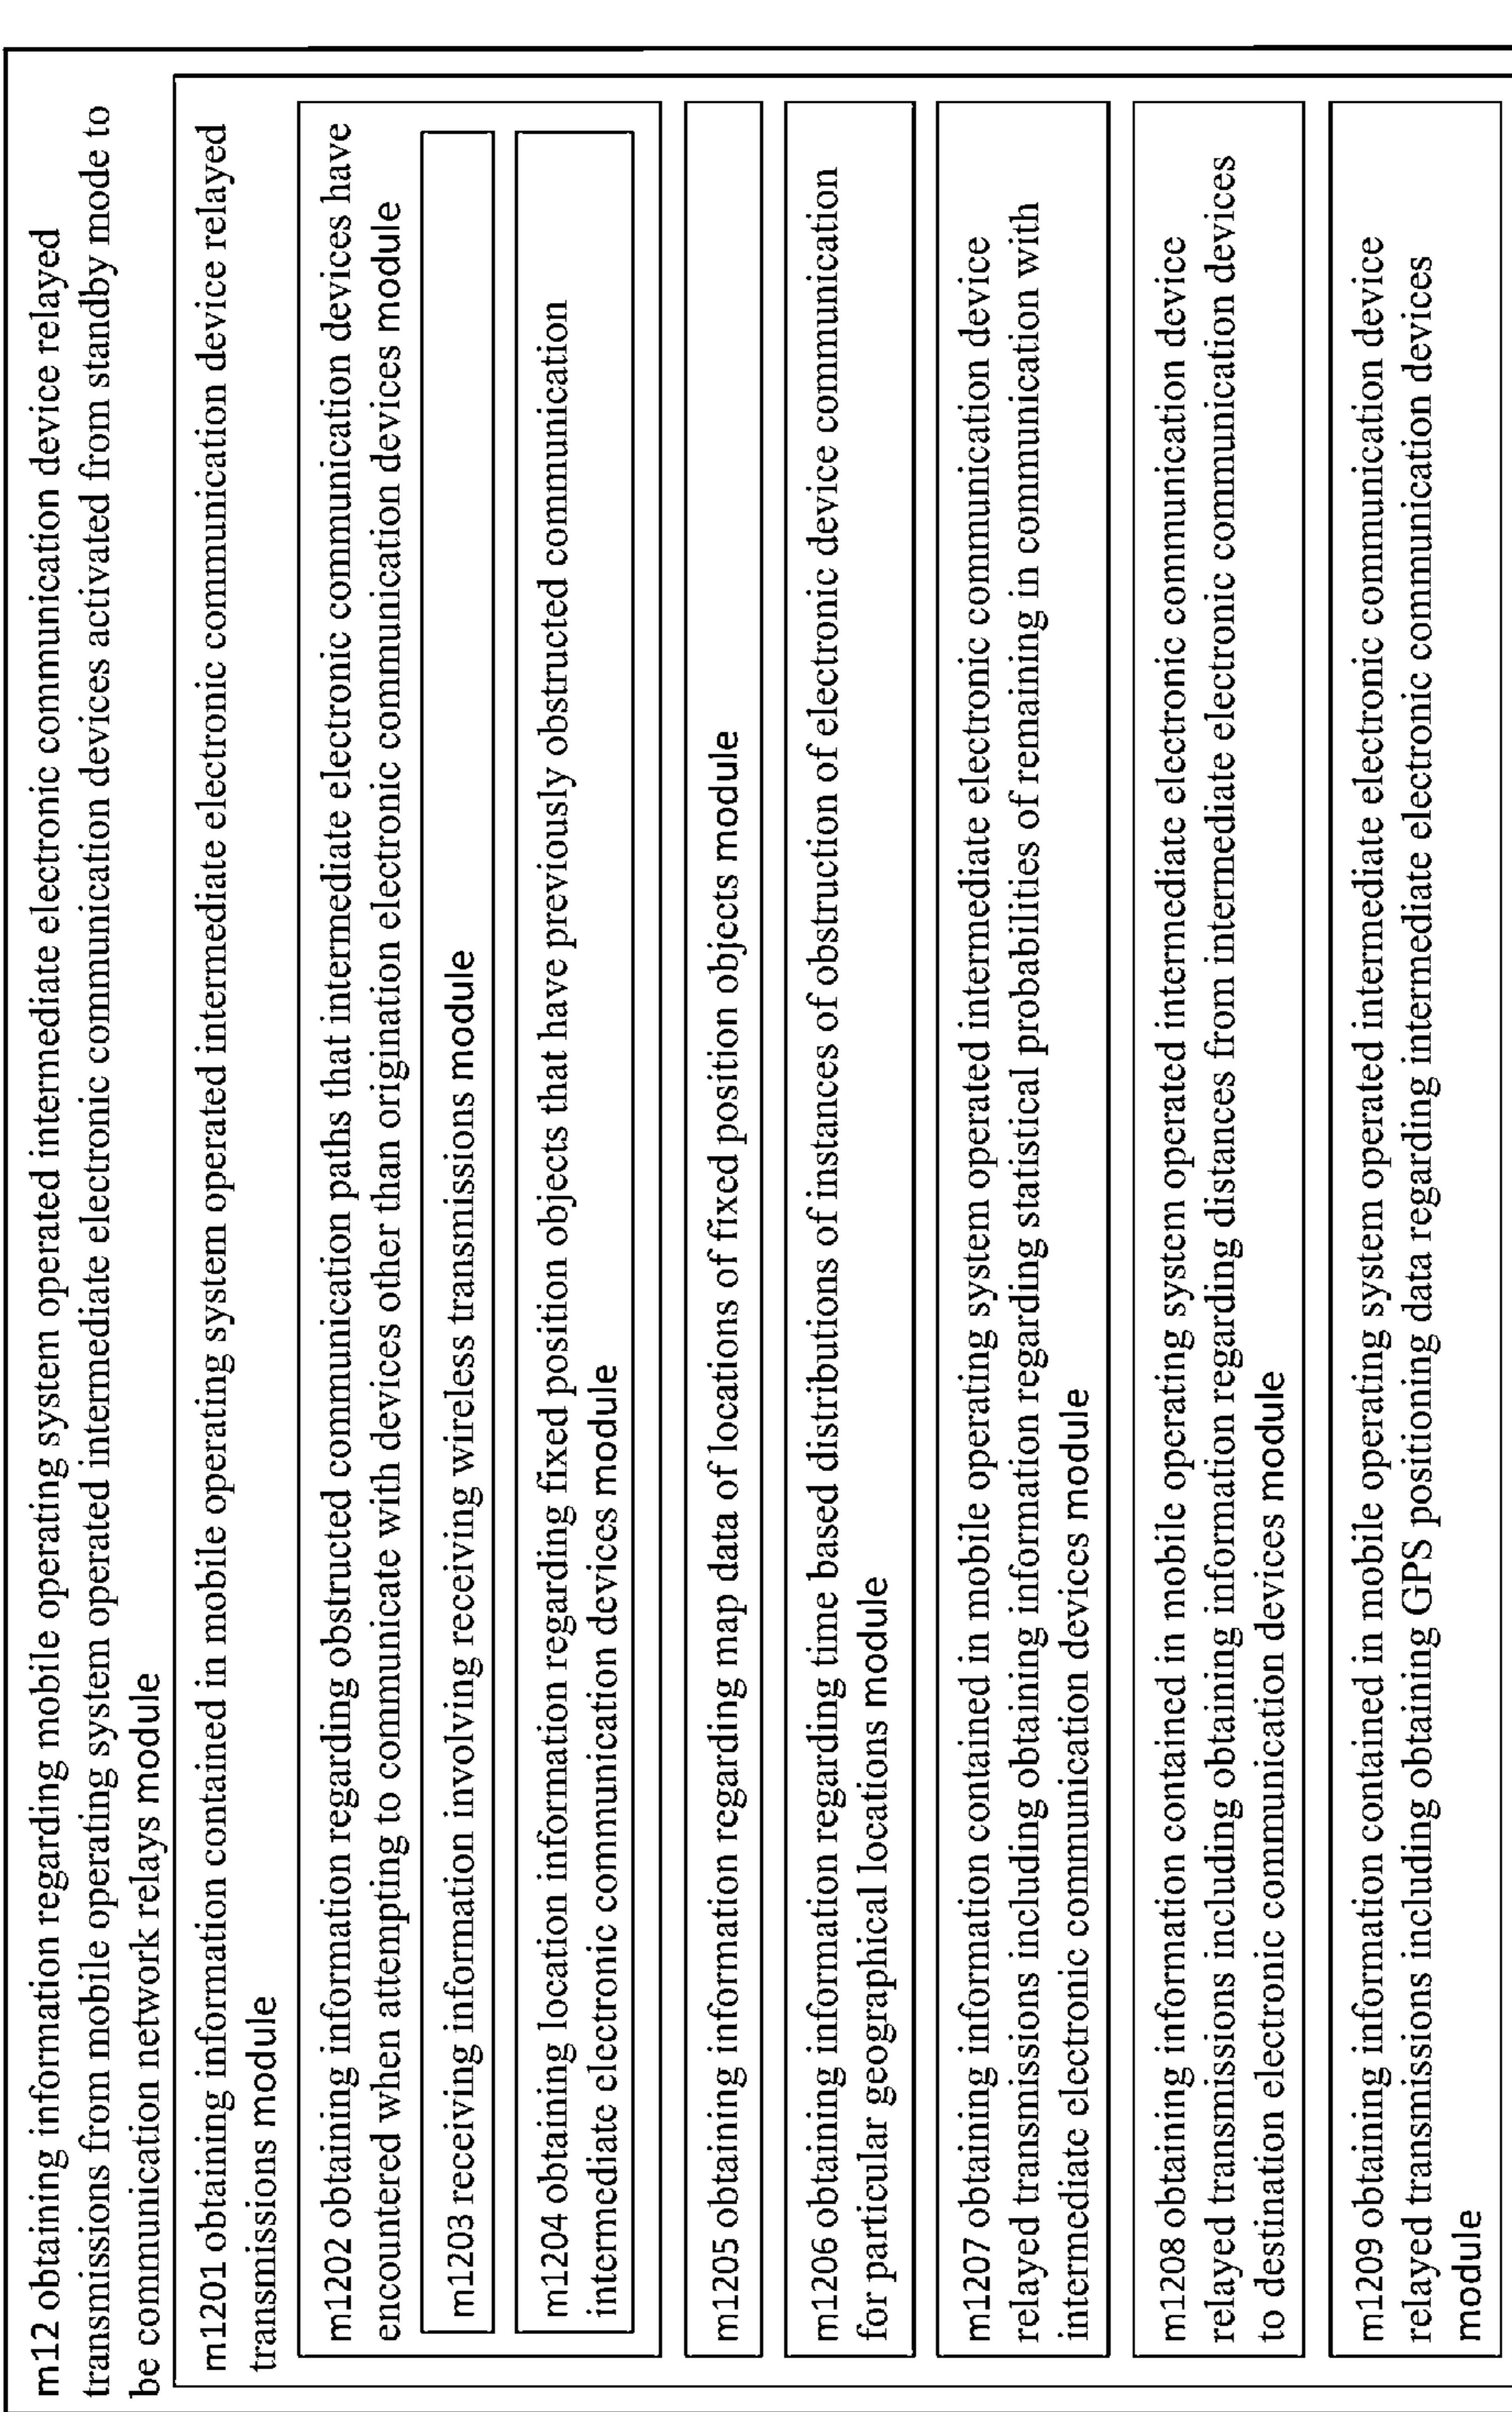 m12 obtaining information regarding mobile operating system operated intermediate electronic communication device relayed
transmissions from mobile operating system operated intermediate electronic communication devices activated from standby mode to
be communication network relays module
m1201 obtaining information contained in mobile operating system operated intermediate electronic communication device relayed
transmissions module
m1202 obtaining information regarding obstructed communication paths that intermediate electronic communication devices have
encountered when attempting to communicate with devices other than origination electronic communication devices module
m1203 receiving information involving receiving wireless transmissions module
m1204 obtaining location information regarding fixed position objects that have previously obstructed communication
intermediate electronic communication devices module
m1205 obtaining information regarding map data of locations of fixed position objects module
m1206 obtaining information regarding time based distributions of instances of obstruction of electronic device communication
for particular geographical locations module
m1207 obtaining information contained in mobile operating system operated intermediate electronic communication device
relayed transmissions including obtaining information regarding statistical probabilities of remaining in communication with
intermediate electronic communication devices module
m1208 obtaining information contained in mobile operating system operated intermediate electronic communication device
relayed transmissions including obtaining information regarding distances from intermediate electronic communication devices
to destination electronic communication devices module
m1209 obtaining information contained in mobile operating system operated intermediate electronic communication device
relayed transmissions including obtaining GPS positioning data regarding intermediate electronic communication devices
module